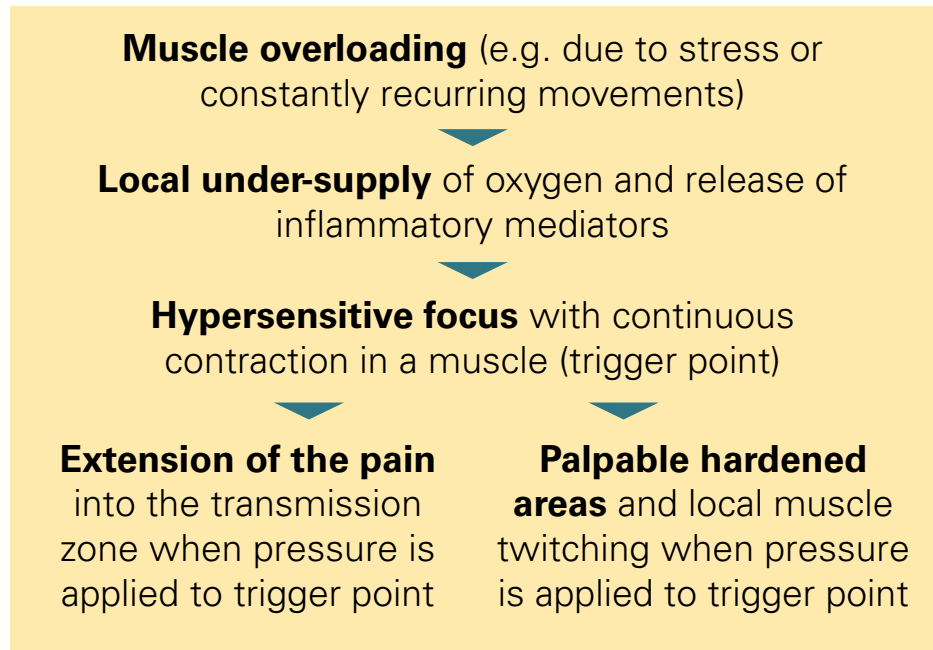 Muscle overloading (e.g. due to stress or
constantly recurring movements)
Local under-supply of oxygen and release of
inflammatory mediators
Hypersensitive focus with continuous
contraction in a muscle (trigger point)
Extension of the pain
into the transmission
zone when pressure is
applied to trigger point
Palpable hardened
areas and local muscle
twitching when pressure
is applied to trigger point